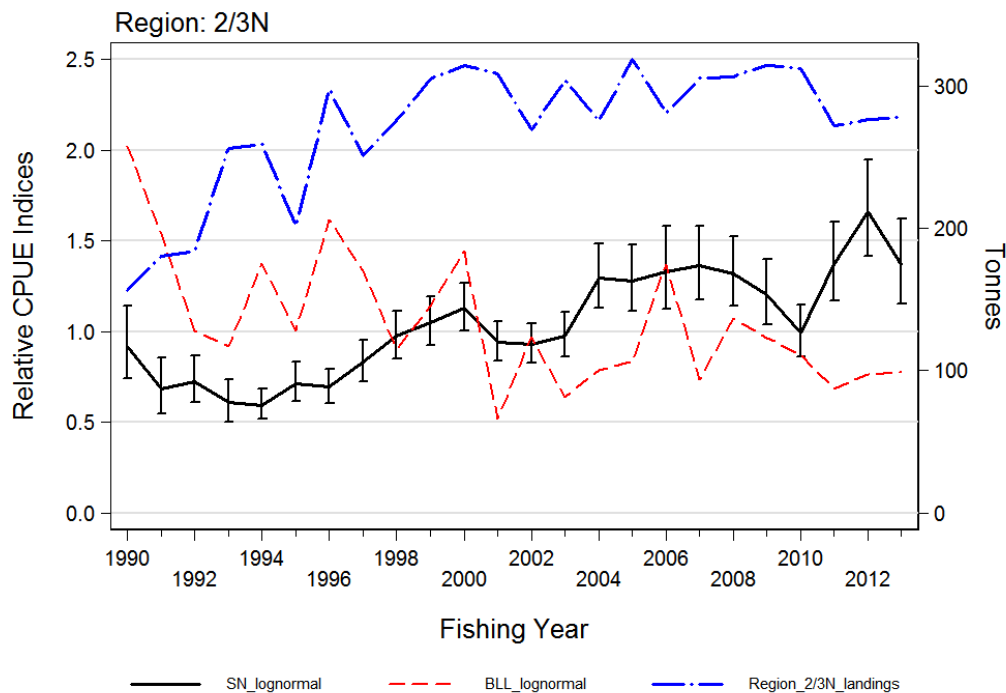 Region: 2/3N
Relative CPUE Indices
2.5
2.0
1.5
1.0
0.5
0.0
300
200
100
0
Tonnes
1990 1994 1996 1998 2000 2002 2004 2006 2008 2010 2012
1992
Fishing Year
SN_lognormal BLL_lognormal Region_2/3N_landings